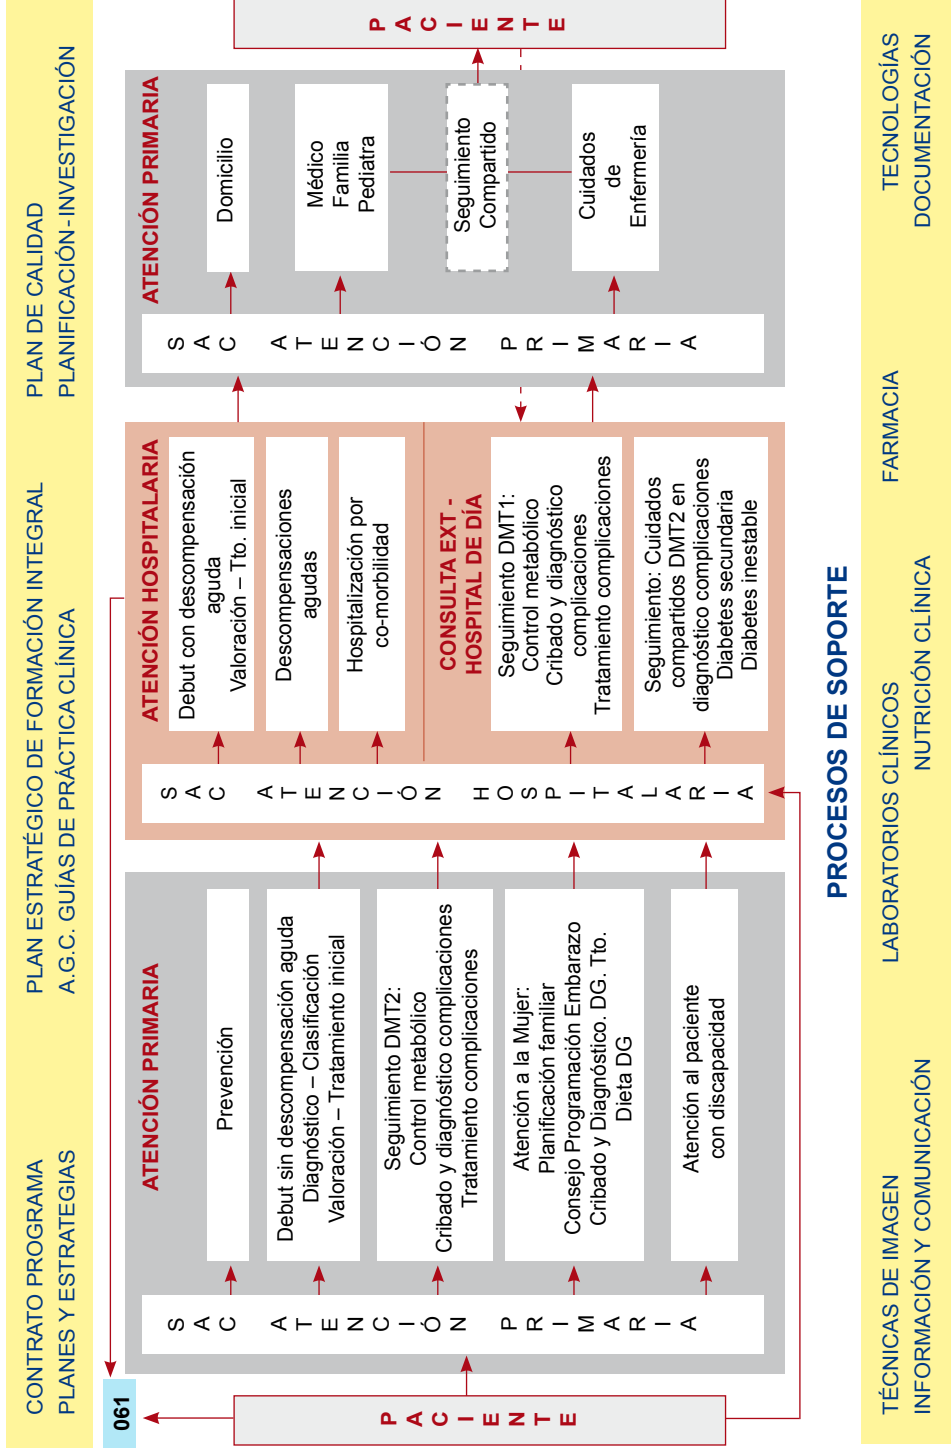 CONTRATO PROGRAMA
PLANES Y ESTRATEGIAS
PLAN ESTRATÉGICO DE FORMACIÓN INTEGRAL
A.G.C. GUÍAS DE PRÁCTICA CLÍNICA
PLAN DE CALIDAD
PLANIFICACIÓN-INVESTIGACIÓN
061
PACIENTE
ATENCIÓN PRIMARIA
SAC ATENCIÓN PRIMARIA
Prevención
Debut sin descompensación aguda
Diagnóstico – Clasificación
Valoración – Tratamiento inicial
Seguimiento DMT2:
Control metabólico
Cribado y diagnóstico complicaciones
Tratamiento complicaciones
Atención a la Mujer:
Planificación familiar
Consejo Programación Embarazo
Cribado y Diagnóstico. DG. Tto.
Dieta DG
Atención al paciente
con discapacidad
ATENCIÓN HOSPITALARIA
SAC ATENCIÓN HOSPITALARIA
Debut con descompensación
aguda
Valoración – Tto. inicial
Descompensaciones
agudas
Hospitalización por
co-morbilidad
CONSULTA EXT -
HOSPITAL DE DÍA
Seguimiento DMT1:
Control metabólico
Cribado y diagnóstico
complicaciones
Tratamiento complicaciones
Seguimiento: Cuidados
compartidos DMT2 en
diagnóstico complicaciones
Diabetes secundaria
Diabetes inestable
ATENCIÓN PRIMARIA
SAC ATENCIÓN PRIMARIA
Domicilio
Médico
Familia
Pediatra
Seguimiento
Compartido
Cuidados
de
Enfermería
PACIENTE
PROCESOS DE SOPORTE
TÉCNICAS DE IMAGEN
INFORMACIÓN Y COMUNICACIÓN
LABORATORIOS CLÍNICOS
NUTRICIÓN CLÍNICA
FARMACIA
TECNOLOGÍAS
DOCUMENTACIÓN